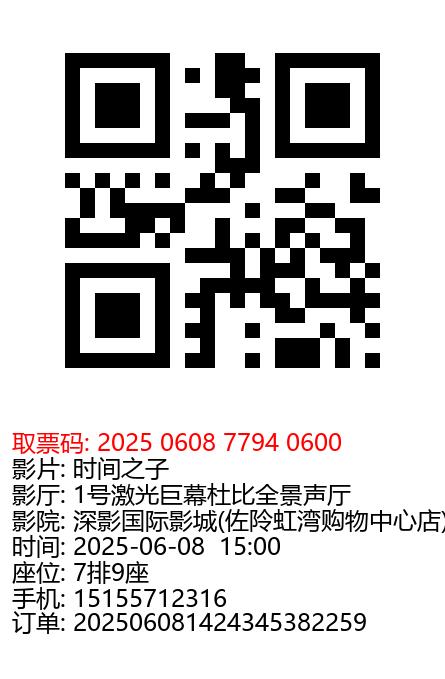 取票码: 2025 0608 7794 0600
影片: 时间之子
影厅: 1号激光巨幕杜比全景声厅
影院: 深影国际影城(佐阾虹湾购物中心店)
时间: 2025-06-08  15:00
座位: 7排9座
手机: 15155712316
订单: 202506081424345382259